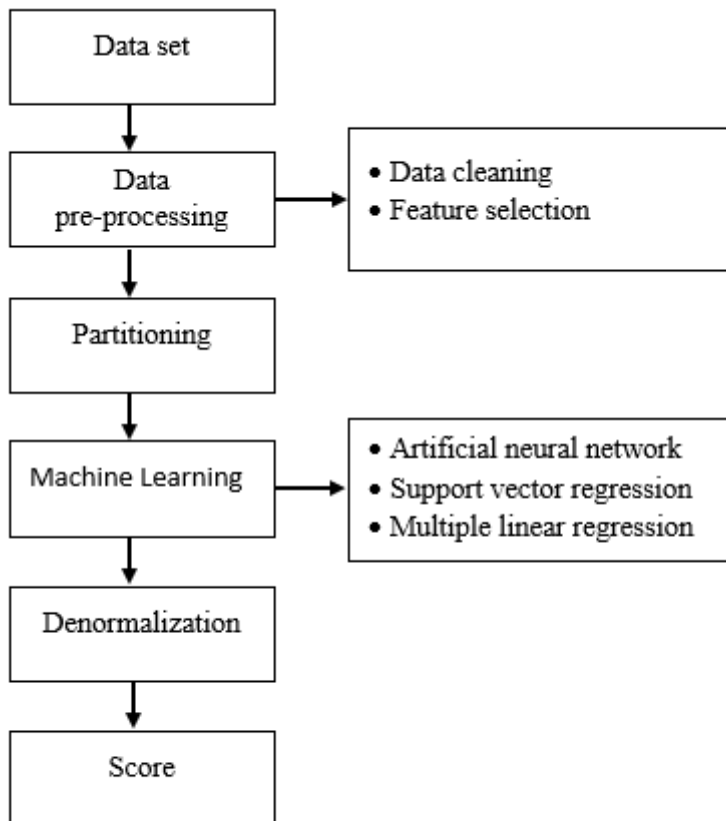 Data set
Data
pre-processing
• Data cleaning
• Feature selection
Partitioning
Machine Learning
• Artificial neural network
• Support vector regression
• Multiple linear regression
Denormalization
Score